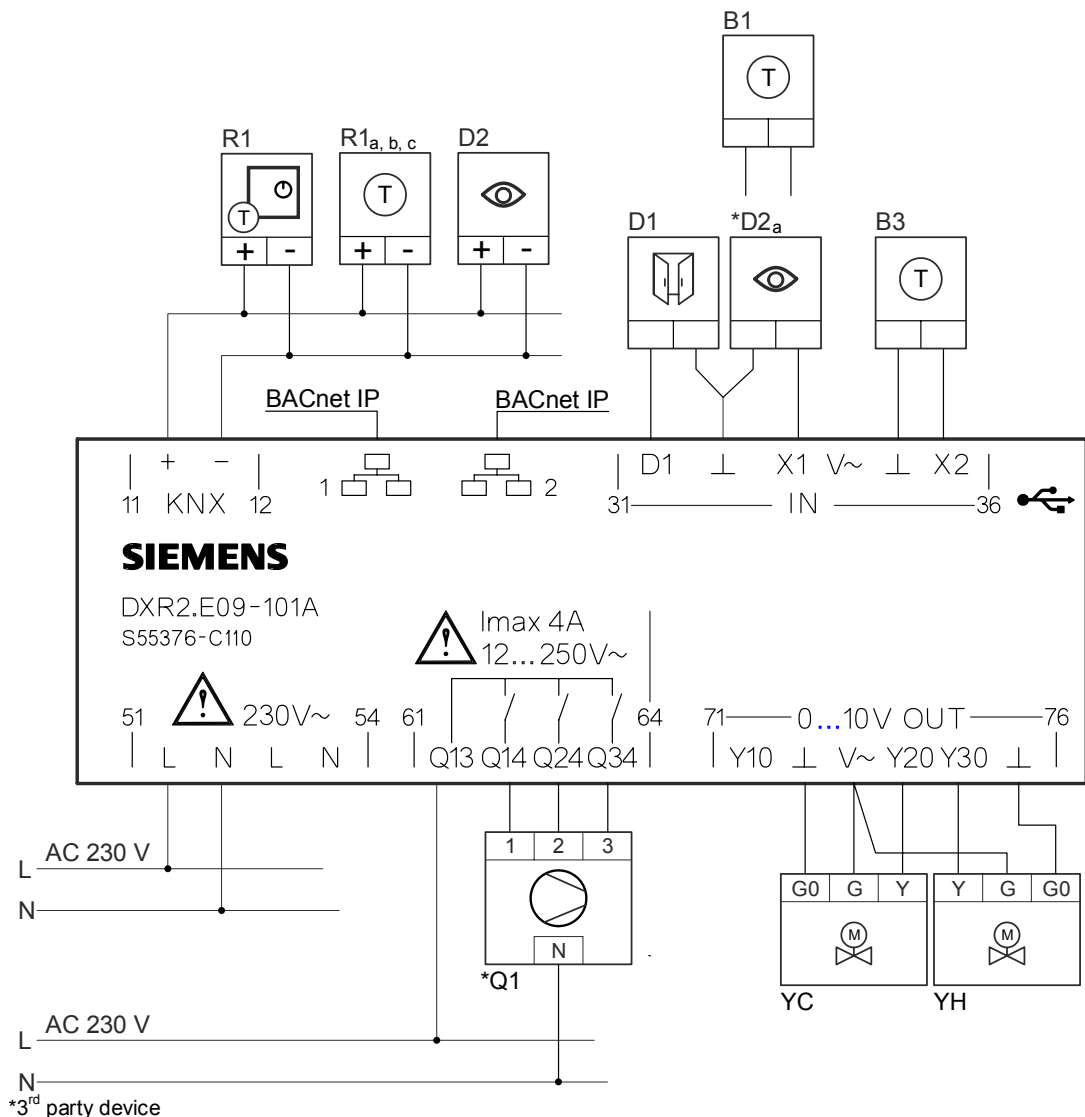 B1
T
R1
R1a, b, c
D2
T
T
+ -
+ -
+ -
D1
*D2a
B3
T
BACnet IP
BACnet IP
+ -
11 KNX 12
1
2
D1 ⊥ X1 V~ ⊥ X2
31 IN 36
SIEMENS
DXR2.E09-101A
S55376-C110
! Imax 4A
12...250V~
51 ! 230V~ 54 61 64 71 0...10V OUT 76
L N L N Q13 Q14 Q24 Q34 Y10 ⊥ V~ Y20 Y30 ⊥
1 2 3
L AC 230 V
N
N
*Q1
G0 G Y
Y G G0
M
M
YC
YH
L AC 230 V
N
*3rd party device